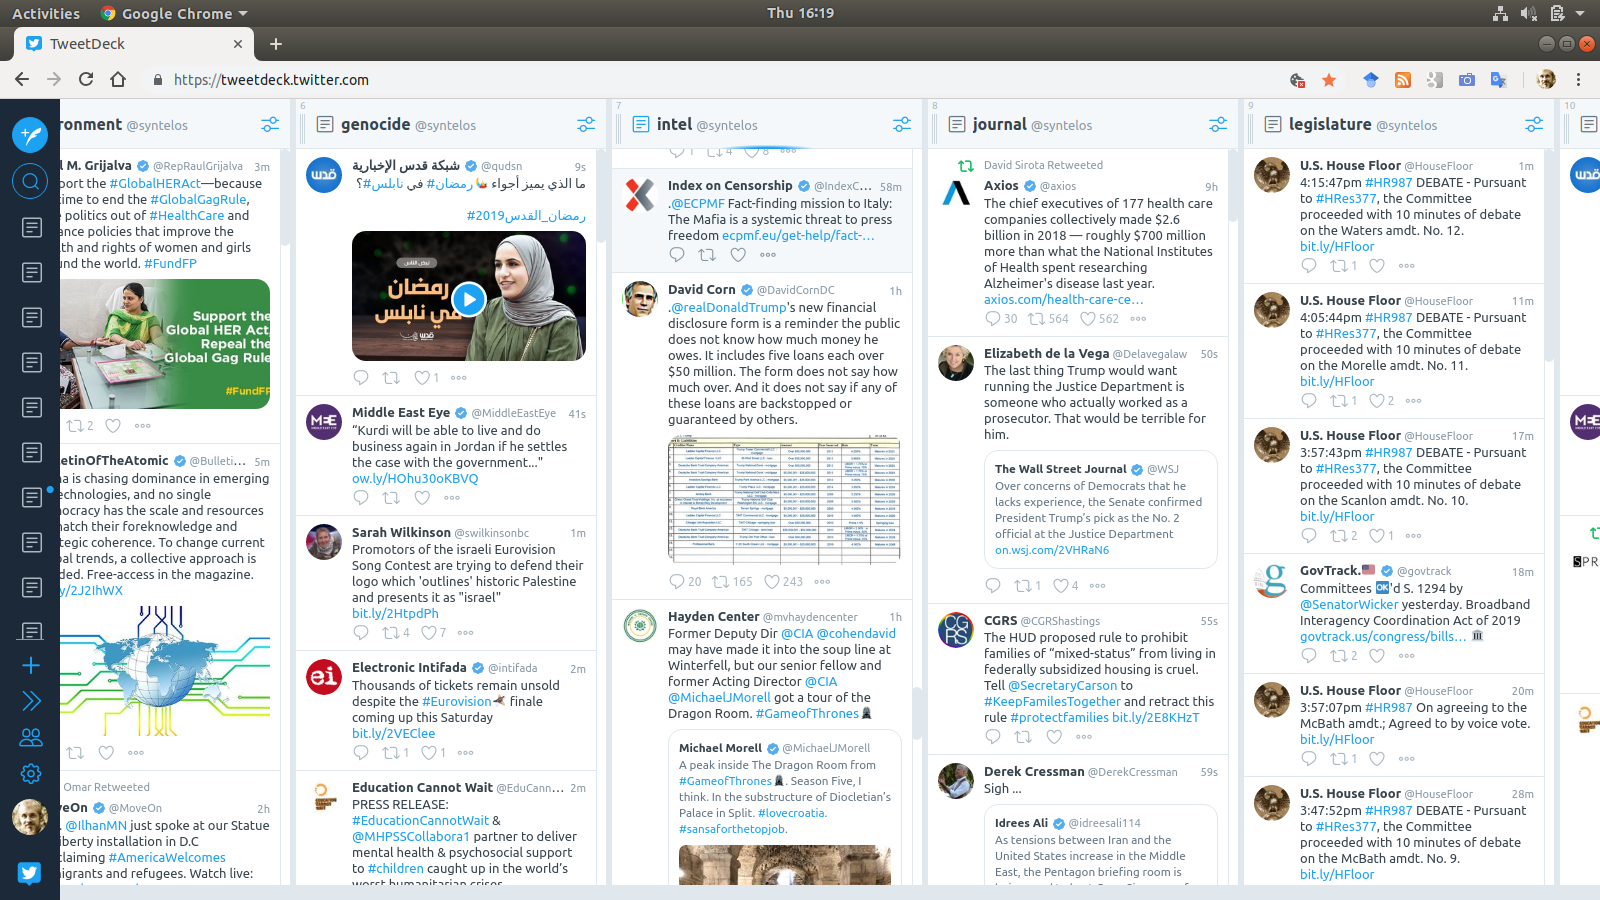 Activities
Google Chrome
Thu 16:19
TweetDeck
https://tweetdeck.twitter.com
ronment @syntelos
l M. Grijalva @RepRaulGrijalva 3m
port the #GlobalHERAct—because
time to end the #GlobalGagRule,
politics out of #HealthCare and
ance policies that improve the
lth and rights of women and girls
und the world. #FundFP
Support the
Global HER Act.
Repeal the
Global Gag Rule
#FundFP
2
etinOfTheAtomic @Bulleti... 5m
na is chasing dominance in emerging
echnologies, and no single
ocracy has the scale and resources
match their foreknowledge and
tegic coherence. To change current
bal trends, a collective approach is
ded. Free-access in the magazine.
y/2J2IhWX
Omar Retweeted
veOn @MoveOn 2h
. @IlhanMN just spoke at our Statue
iberty installation in D.C
claiming #AmericaWelcomes
migrants and refugees. Watch live:
6
genocide @syntelos
شبكة قدس الإخبارية @qudsn 9s
ما الذي يميز أجواء #رمضان في #نابلس؟
#رمضان_القدس2019
نبض الناس
رمضان
في نابلس
قدس
1
Middle East Eye @MiddleEastEye 41s
“Kurdi will be able to live and do
business again in Jordan if he settles
the case with the government..."
ow.ly/HOhu30oKBVQ
Sarah Wilkinson @swilkinsonbc 1m
Promotors of the israeli Eurovision
Song Contest are trying to defend their
logo which 'outlines' historic Palestine
and presents it as "israel"
bit.ly/2HtpdPh
4 7
Electronic Intifada @intifada 2m
Thousands of tickets remain unsold
despite the #Eurovision finale
coming up this Saturday
bit.ly/2VEClee
1 1
Education Cannot Wait @EduCann... 2m
PRESS RELEASE:
#EducationCannotWait &
@MHPSSCollabora1 partner to deliver
mental health & psychosocial support
to #children caught up in the world’s
worst humanitarian crises
7
intel @syntelos
1 4 8
Index on Censorship @IndexC... 58m
.@ECPMF Fact-finding mission to Italy:
The Mafia is a systemic threat to press
freedom ecpmf.eu/get-help/fact-...
David Corn @DavidCornDC 1h
.@realDonaldTrump's new financial
disclosure form is a reminder the public
does not know how much money he
owes. It includes five loans each over
$50 million. The form does not say how
much over. And it does not say if any of
these loans are backstopped or
guaranteed by others.
20 165 243
Hayden Center @mvhaydencenter 1h
Former Deputy Dir @CIA @cohendavid
may have made it into the soup line at
Winterfell, but our senior fellow and
former Acting Director @CIA
@MichaelJMorell got a tour of the
Dragon Room. #GameofThrones
Michael Morell @MichaelJMorell
A peak inside The Dragon Room from
#GameofThrones. Season Five, I
think. In the substructure of Diocletian’s
Palace in Split. #lovecroatia.
#sansaforthetopjob.
8
journal @syntelos
David Sirota Retweeted
Axios @axios 9h
The chief executives of 177 health care
companies collectively made $2.6
billion in 2018 — roughly $700 million
more than what the National Institutes
of Health spent researching
Alzheimer's disease last year.
axios.com/health-care-ce...
30 564 562
Elizabeth de la Vega @Delavegalaw 50s
The last thing Trump would want
running the Justice Department is
someone who actually worked as a
prosecutor. That would be terrible for
him.
The Wall Street Journal @WSJ
Over concerns of Democrats that he
lacks experience, the Senate confirmed
President Trump’s pick as the No. 2
official at the Justice Department
on.wsj.com/2VHRaN6
1 4
CGRS @CGRShastings 55s
The HUD proposed rule to prohibit
families of “mixed-status” from living in
federally subsidized housing is cruel.
Tell @SecretaryCarson to
#KeepFamilesTogether and retract this
rule #protectfamilies bit.ly/2E8KHzT
Derek Cressman @DerekCressman 59s
Sigh ...
Idrees Ali @idreesali114
As tensions between Iran and the
United States increase in the Middle
East, the Pentagon briefing room is
9
legislature @syntelos
U.S. House Floor @HouseFloor 1m
4:15:47pm #HR987 DEBATE - Pursuant
to #HRes377, the Committee
proceeded with 10 minutes of debate
on the Waters amdt. No. 12.
bit.ly/HFloor
1
U.S. House Floor @HouseFloor 11m
4:05:44pm #HR987 DEBATE - Pursuant
to #HRes377, the Committee
proceeded with 10 minutes of debate
on the Morelle amdt. No. 11.
bit.ly/HFloor
1 2
U.S. House Floor @HouseFloor 17m
3:57:43pm #HR987 DEBATE - Pursuant
to #HRes377, the Committee
proceeded with 10 minutes of debate
on the Scanlon amdt. No. 10.
bit.ly/HFloor
2 1
GovTrack. @govtrack 18m
Committees OK'd S. 1294 by
@SenatorWicker yesterday. Broadband
Interagency Coordination Act of 2019
govtrack.us/congress/bills...
2
U.S. House Floor @HouseFloor 20m
3:57:07pm #HR987 On agreeing to the
McBath amdt.; Agreed to by voice vote.
bit.ly/HFloor
1
U.S. House Floor @HouseFloor 28m
3:47:52pm #HR987 DEBATE - Pursuant
to #HRes377, the Committee
proceeded with 10 minutes of debate
on the McBath amdt. No. 9.
bit.ly/HFloor
10
SPR